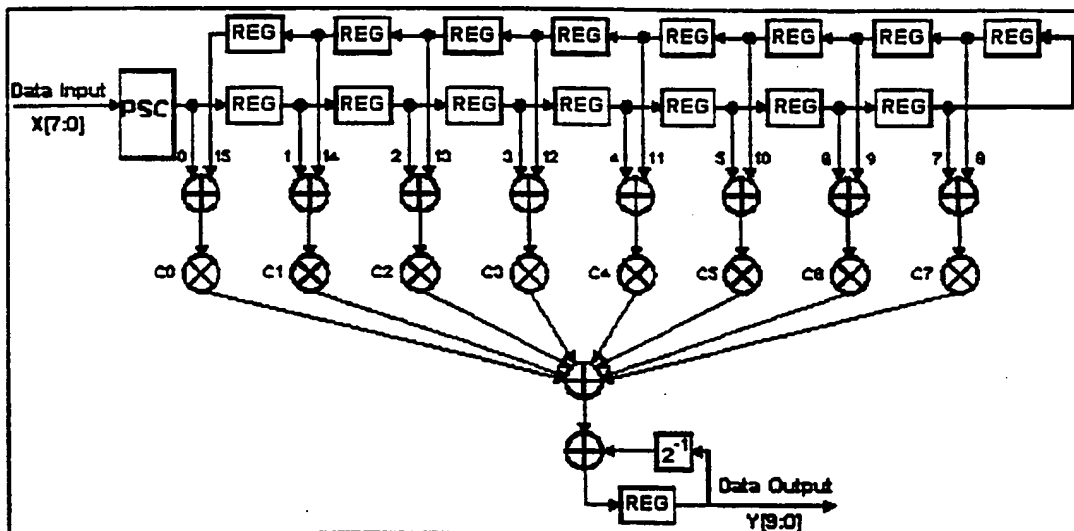 REG REG REG REG REG REG REG REG
Data Input
X[7:0]
PSC
REG REG REG REG REG REG REG
0 15 1 14 2 13 3 12 4 11 5 10 6 9 7 8
C0 C1 C2 C3 C4 C5 C6 C7
2⁻¹
REG
Data Output
Y[9:0]